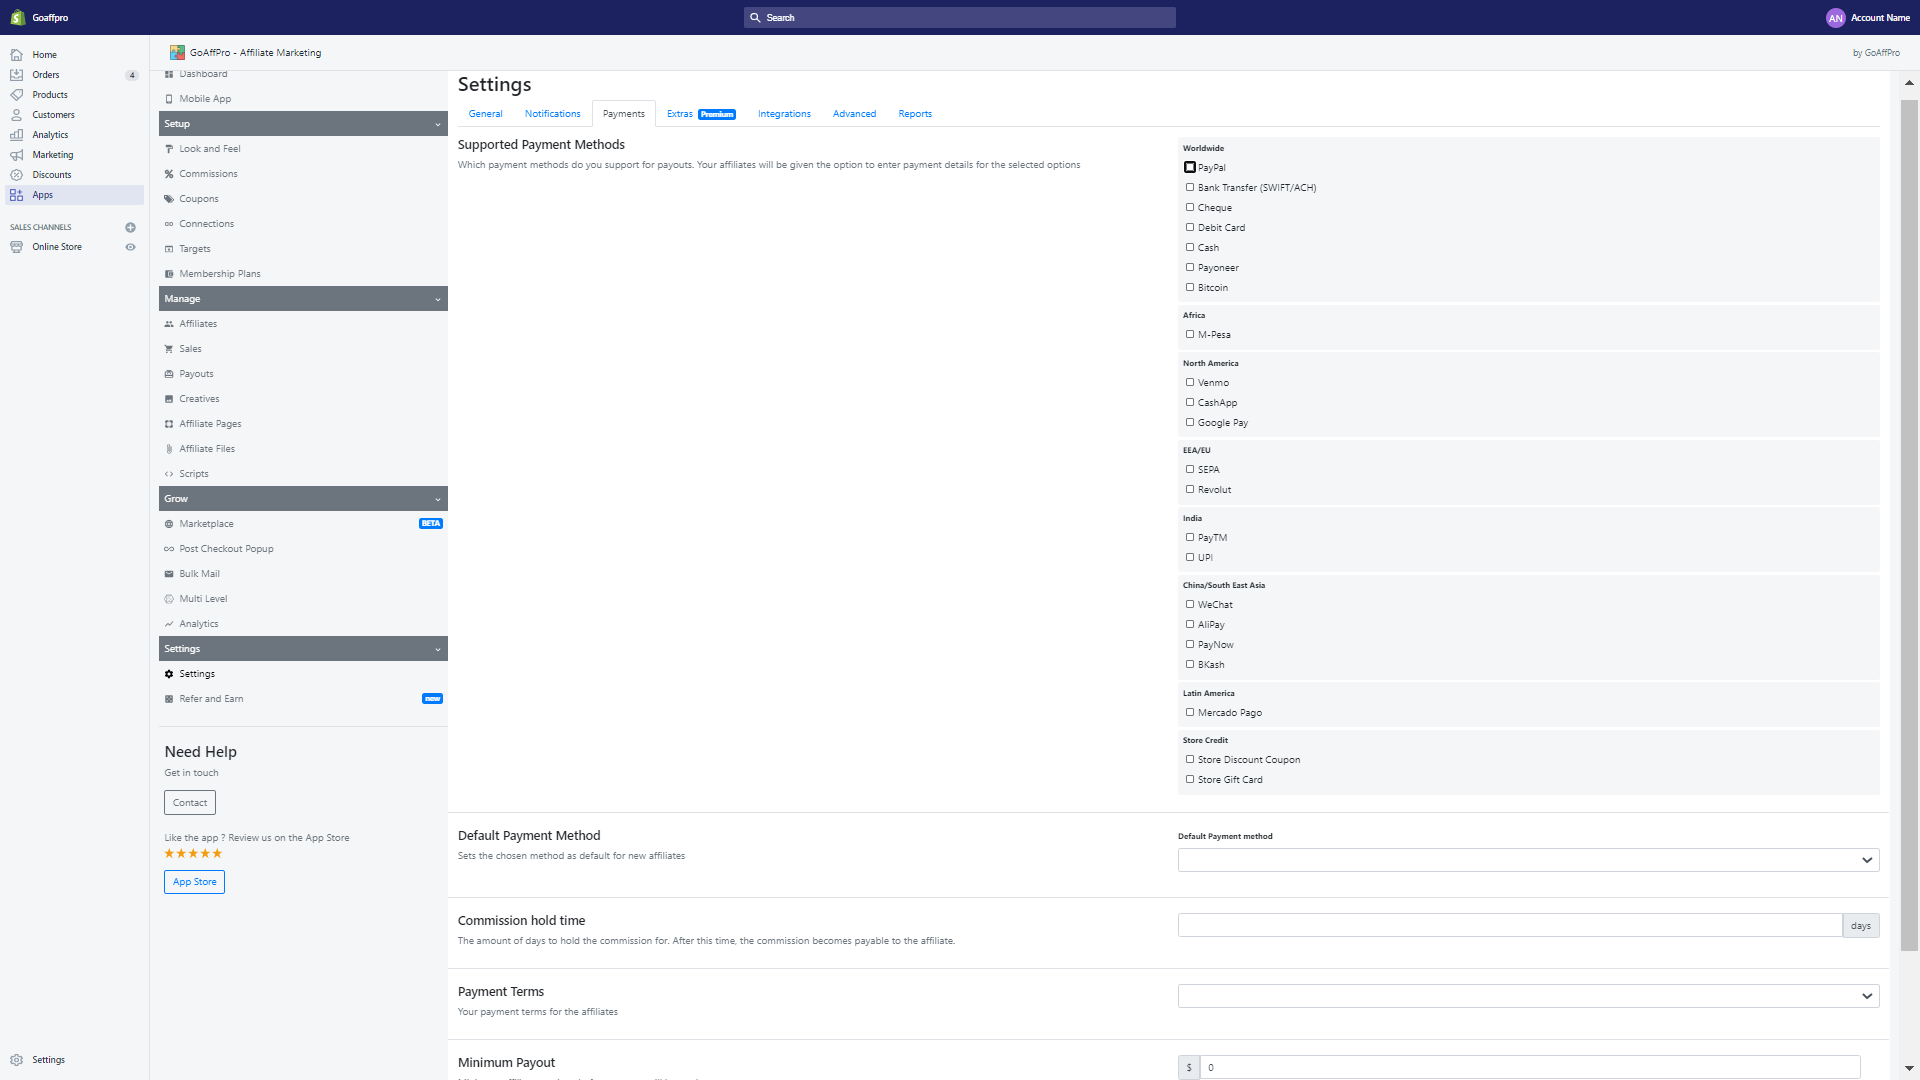 Goaffpro
Search
AN Account Name
Home
Orders 4
Products
Customers
Analytics
Marketing
Discounts
Apps
SALES CHANNELS
Online Store
Settings
GoAffPro - Affiliate Marketing
by GoAffPro
Dashboard
Mobile App
Setup
Look and Feel
Commissions
Coupons
Connections
Targets
Membership Plans
Manage
Affiliates
Sales
Payouts
Creatives
Affiliate Pages
Affiliate Files
Scripts
Grow
Marketplace BETA
Post Checkout Popup
Bulk Mail
Multi Level
Analytics
Settings
Settings
Refer and Earn new
Need Help
Get in touch
Contact
Like the app ? Review us on the App Store
App Store
Settings
General Notifications Payments Extras Premium Integrations Advanced Reports
Supported Payment Methods
Which payment methods do you support for payouts. Your affiliates will be given the option to enter payment details for the selected options
Worldwide
PayPal
Bank Transfer (SWIFT/ACH)
Cheque
Debit Card
Cash
Payoneer
Bitcoin
Africa
M-Pesa
North America
Venmo
CashApp
Google Pay
EEA/EU
SEPA
Revolut
India
PayTM
UPI
China/South East Asia
WeChat
AliPay
PayNow
BKash
Latin America
Mercado Pago
Store Credit
Store Discount Coupon
Store Gift Card
Default Payment Method
Sets the chosen method as default for new affiliates
Default Payment method
Commission hold time
The amount of days to hold the commission for. After this time, the commission becomes payable to the affiliate.
days
Payment Terms
Your payment terms for the affiliates
Minimum Payout
$ 0